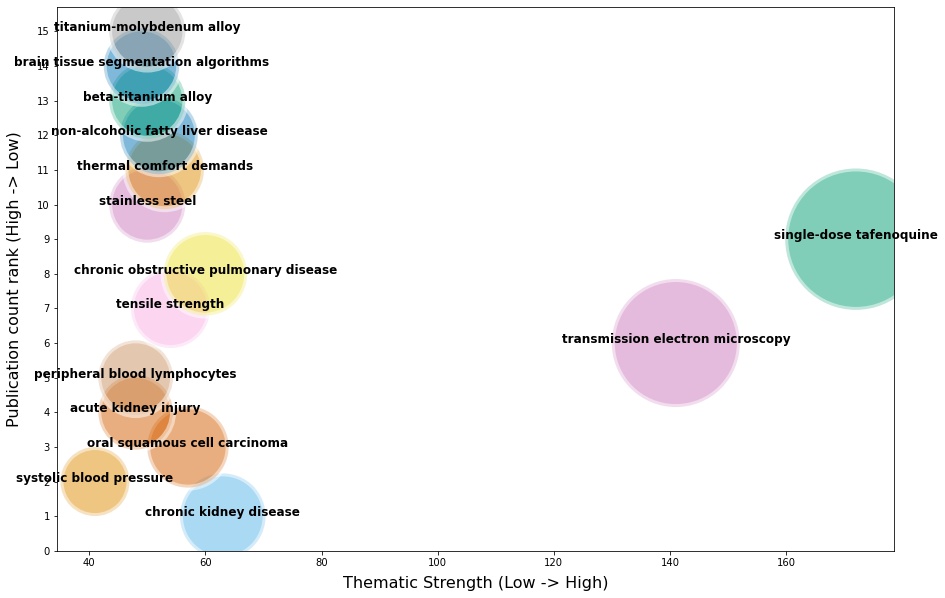 titanium-molybdenum alloy
brain tissue segmentation algorithms
beta-titanium alloy
non-alcoholic fatty liver disease
thermal comfort demands
stainless steel
single-dose tafenoquine
chronic obstructive pulmonary disease
tensile strength
transmission electron microscopy
peripheral blood lymphocytes
acute kidney injury
oral squamous cell carcinoma
systolic blood pressure
chronic kidney disease
Publication count rank (High -> Low)
15
14
13
12
11
10
9
8
7
6
5
4
3
2
1
0
40 60 80 100 120 140 160
Thematic Strength (Low -> High)